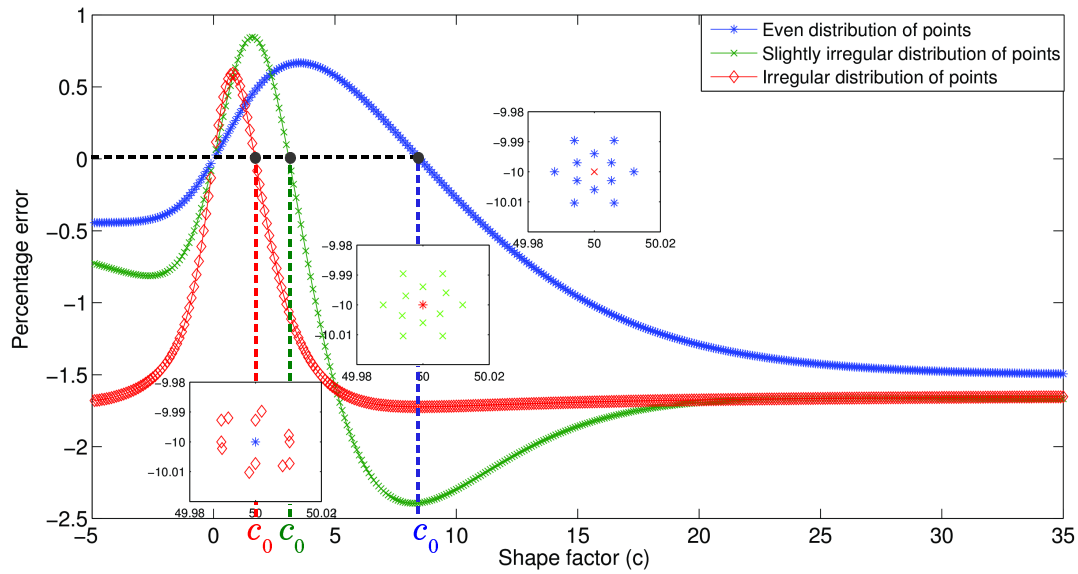 1
0.5
0
−0.5
−1
−1.5
−2
−2.5
Percentage error
Even distribution of points
Slightly irregular distribution of points
Irregular distribution of points
−9.98
−9.99
−10
−10.01
49.98 50 50.02
−9.98
−9.99
−10
−10.01
49.98 50 50.02
−9.98
−9.99
−10
−10.01
49.98 50 50.02
−5 0 5 10 15 20 25 30 35
c0 c0 c0
Shape factor (c)